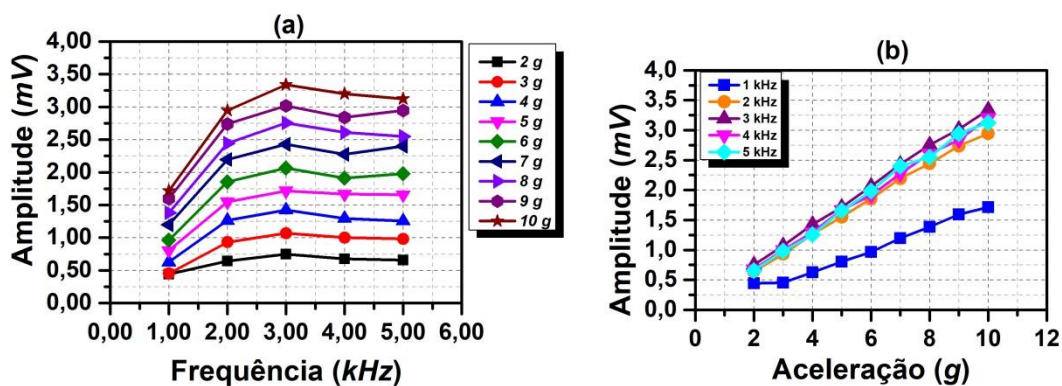 (a)
Amplitude (mV)
4,00
3,50
3,00
2,50
2,00
1,50
1,00
0,50
0,00
0,00 1,00 2,00 3,00 4,00 5,00 6,00
Frequência (kHz)
2 g
3 g
4 g
5 g
6 g
7 g
8 g
9 g
10 g
(b)
Amplitude (mV)
4,0
3,5
3,0
2,5
2,0
1,5
1,0
0,5
0,0
0 2 4 6 8 10 12
Aceleração (g)
1 kHz
2 kHz
3 kHz
4 kHz
5 kHz